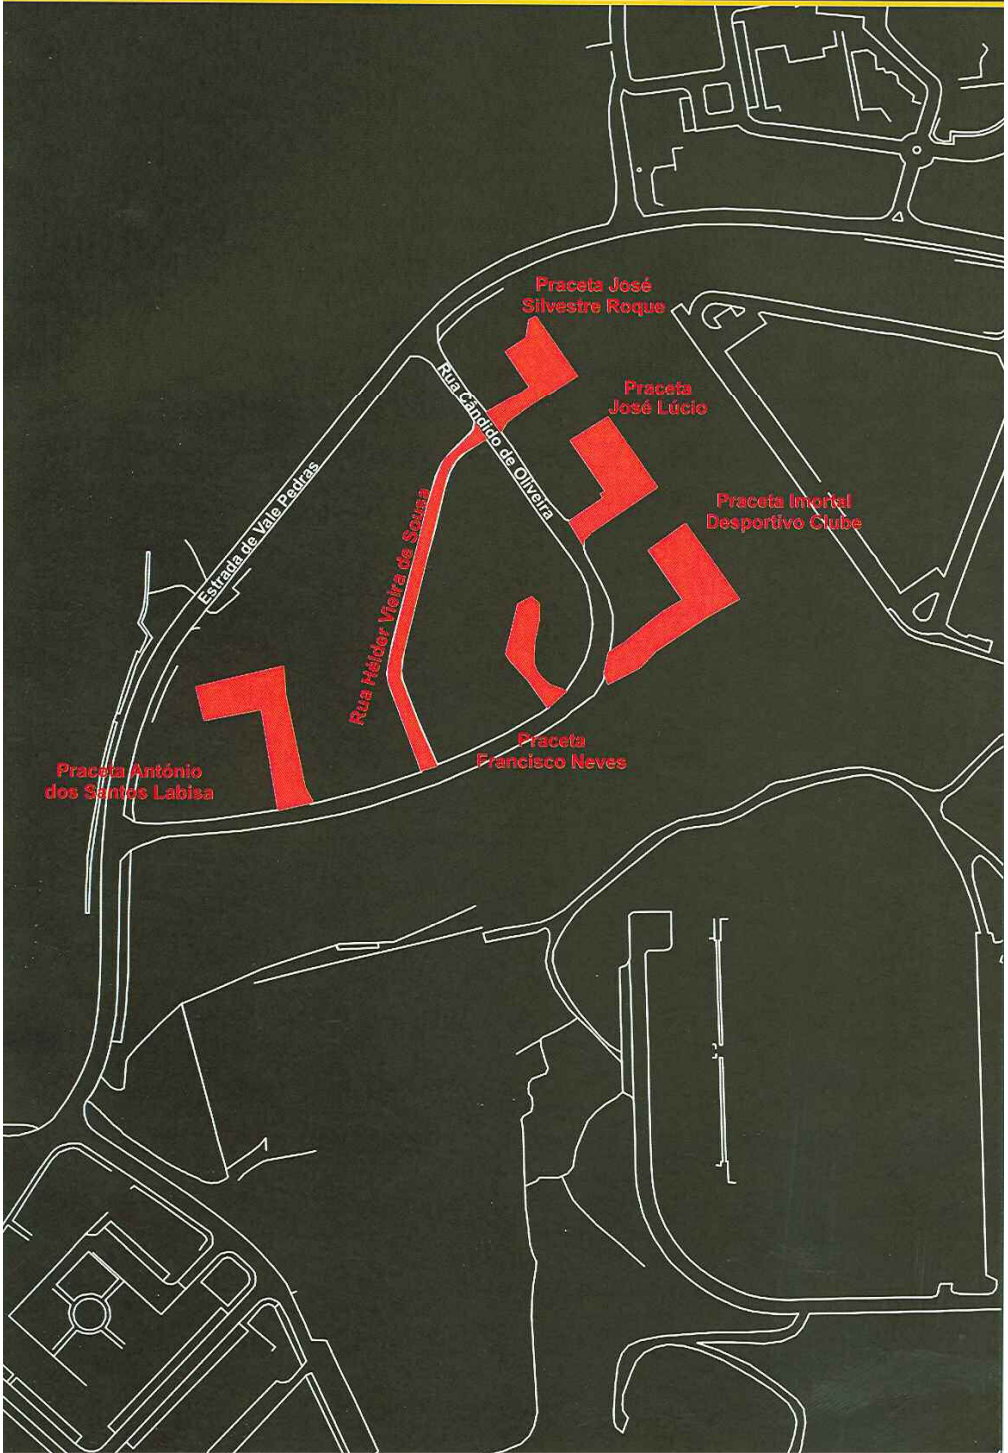 Praceta José
Silvestre Roque
Praceta
José Lúcio
Rua Cândido de Oliveira
Praceta Imortal
Desportivo Clube
Estrada de Vale Pedras
Rua Hélder Vieira de Sousa
Praceta
Francisco Neves
Praceta António
dos Santos Labisa